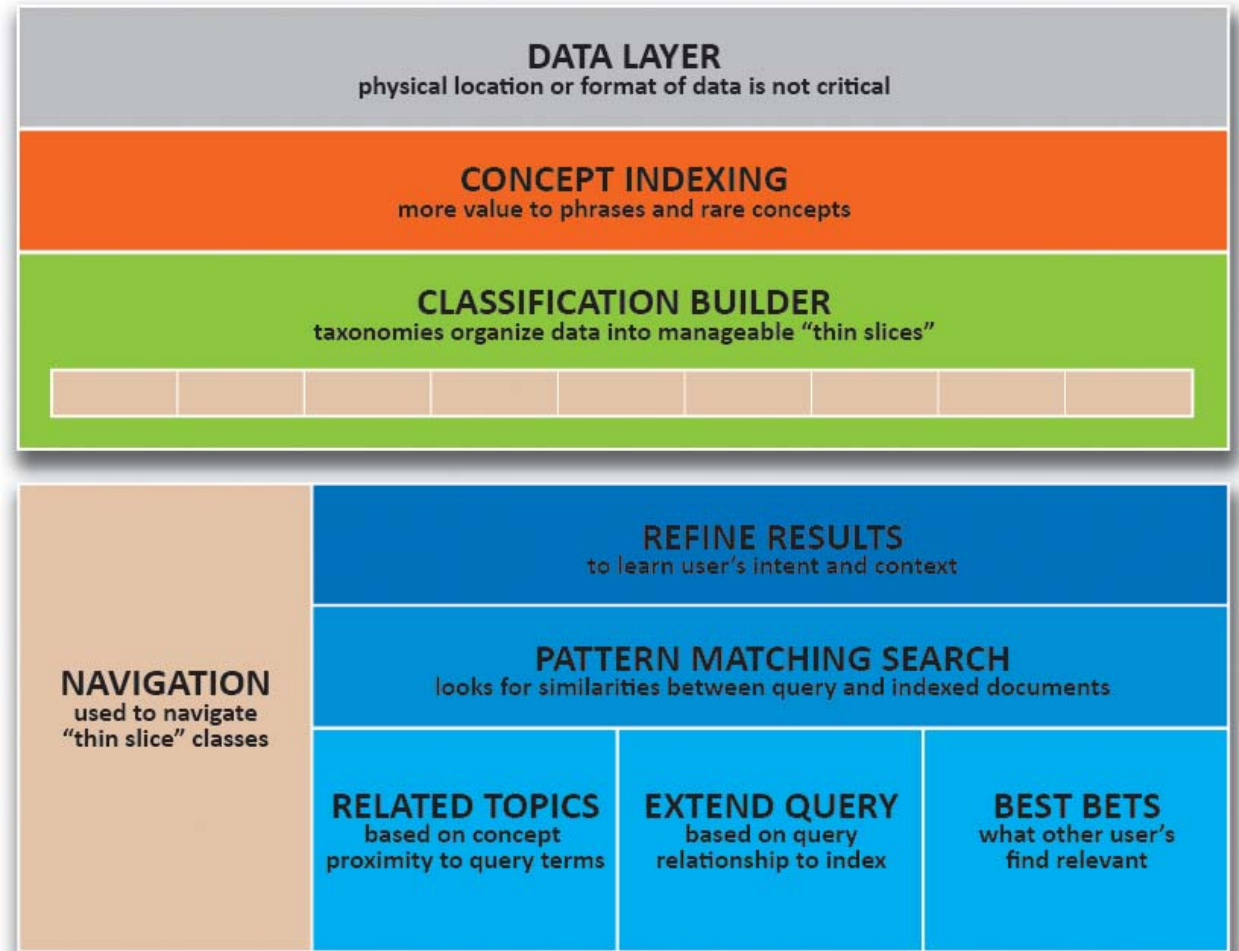 DATA LAYER
physical location or format of data is not critical
CONCEPT INDEXING
more value to phrases and rare concepts
CLASSIFICATION BUILDER
taxonomies organize data into manageable “thin slices”
NAVIGATION
used to navigate
“thin slice” classes
REFINE RESULTS
to learn user’s intent and context
PATTERN MATCHING SEARCH
looks for similarities between query and indexed documents
RELATED TOPICS
based on concept
proximity to query terms
EXTEND QUERY
based on query
relationship to index
BEST BETS
what other user’s
find relevant